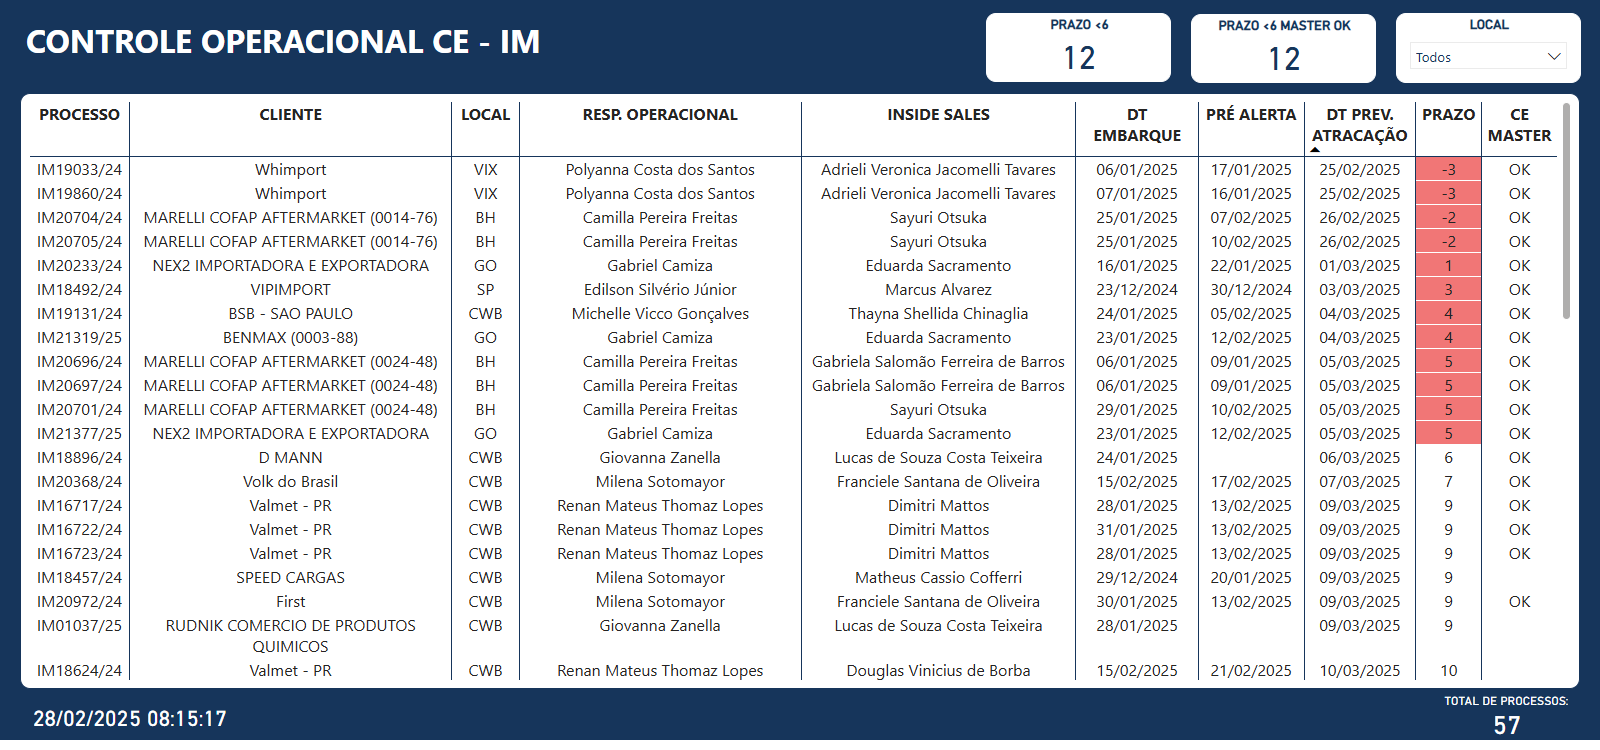 CONTROLE OPERACIONAL CE - IM
PRAZO <6
12
PRAZO <6 MASTER OK
12
LOCAL
Todos
PROCESSO CLIENTE LOCAL RESP. OPERACIONAL INSIDE SALES DT EMBARQUE PRÉ ALERTA DT PREV. ATRACAÇÃO PRAZO CE MASTER
IM19033/24 Whimport VIX Polyanna Costa dos Santos Adrieli Veronica Jacomelli Tavares 06/01/2025 17/01/2025 25/02/2025 -3 OK
IM19860/24 Whimport VIX Polyanna Costa dos Santos Adrieli Veronica Jacomelli Tavares 07/01/2025 16/01/2025 25/02/2025 -3 OK
IM20704/24 MARELLI COFAP AFTERMARKET (0014-76) BH Camilla Pereira Freitas Sayuri Otsuka 25/01/2025 07/02/2025 26/02/2025 -2 OK
IM20705/24 MARELLI COFAP AFTERMARKET (0014-76) BH Camilla Pereira Freitas Sayuri Otsuka 25/01/2025 10/02/2025 26/02/2025 -2 OK
IM20233/24 NEX2 IMPORTADORA E EXPORTADORA GO Gabriel Camiza Eduarda Sacramento 16/01/2025 22/01/2025 01/03/2025 1 OK
IM18492/24 VIPIMPORT SP Edilson Silvério Júnior Marcus Alvarez 23/12/2024 30/12/2024 03/03/2025 3 OK
IM19131/24 BSB - SAO PAULO CWB Michelle Vicco Gonçalves Thayna Shellida Chinaglia 24/01/2025 05/02/2025 04/03/2025 4 OK
IM21319/25 BENMAX (0003-88) GO Gabriel Camiza Eduarda Sacramento 23/01/2025 12/02/2025 04/03/2025 4 OK
IM20696/24 MARELLI COFAP AFTERMARKET (0024-48) BH Camilla Pereira Freitas Gabriela Salomão Ferreira de Barros 06/01/2025 09/01/2025 05/03/2025 5 OK
IM20697/24 MARELLI COFAP AFTERMARKET (0024-48) BH Camilla Pereira Freitas Gabriela Salomão Ferreira de Barros 06/01/2025 09/01/2025 05/03/2025 5 OK
IM20701/24 MARELLI COFAP AFTERMARKET (0024-48) BH Camilla Pereira Freitas Sayuri Otsuka 29/01/2025 10/02/2025 05/03/2025 5 OK
IM21377/25 NEX2 IMPORTADORA E EXPORTADORA GO Gabriel Camiza Eduarda Sacramento 23/01/2025 12/02/2025 05/03/2025 5 OK
IM18896/24 D MANN CWB Giovanna Zanella Lucas de Souza Costa Teixeira 24/01/2025 06/03/2025 6 OK
IM20368/24 Volk do Brasil CWB Milena Sotomayor Franciele Santana de Oliveira 15/02/2025 17/02/2025 07/03/2025 7 OK
IM16717/24 Valmet - PR CWB Renan Mateus Thomaz Lopes Dimitri Mattos 28/01/2025 13/02/2025 09/03/2025 9 OK
IM16722/24 Valmet - PR CWB Renan Mateus Thomaz Lopes Dimitri Mattos 31/01/2025 13/02/2025 09/03/2025 9 OK
IM16723/24 Valmet - PR CWB Renan Mateus Thomaz Lopes Dimitri Mattos 28/01/2025 13/02/2025 09/03/2025 9 OK
IM18457/24 SPEED CARGAS CWB Milena Sotomayor Matheus Cassio Cofferri 29/12/2024 20/01/2025 09/03/2025 9
IM20972/24 First CWB Milena Sotomayor Franciele Santana de Oliveira 30/01/2025 13/02/2025 09/03/2025 9 OK
IM01037/25 RUDNIK COMERCIO DE PRODUTOS QUIMICOS CWB Giovanna Zanella Lucas de Souza Costa Teixeira 28/01/2025 09/03/2025 9
IM18624/24 Valmet - PR CWB Renan Mateus Thomaz Lopes Douglas Vinicius de Borba 15/02/2025 21/02/2025 10/03/2025 10
28/02/2025 08:15:17
TOTAL DE PROCESSOS:
57